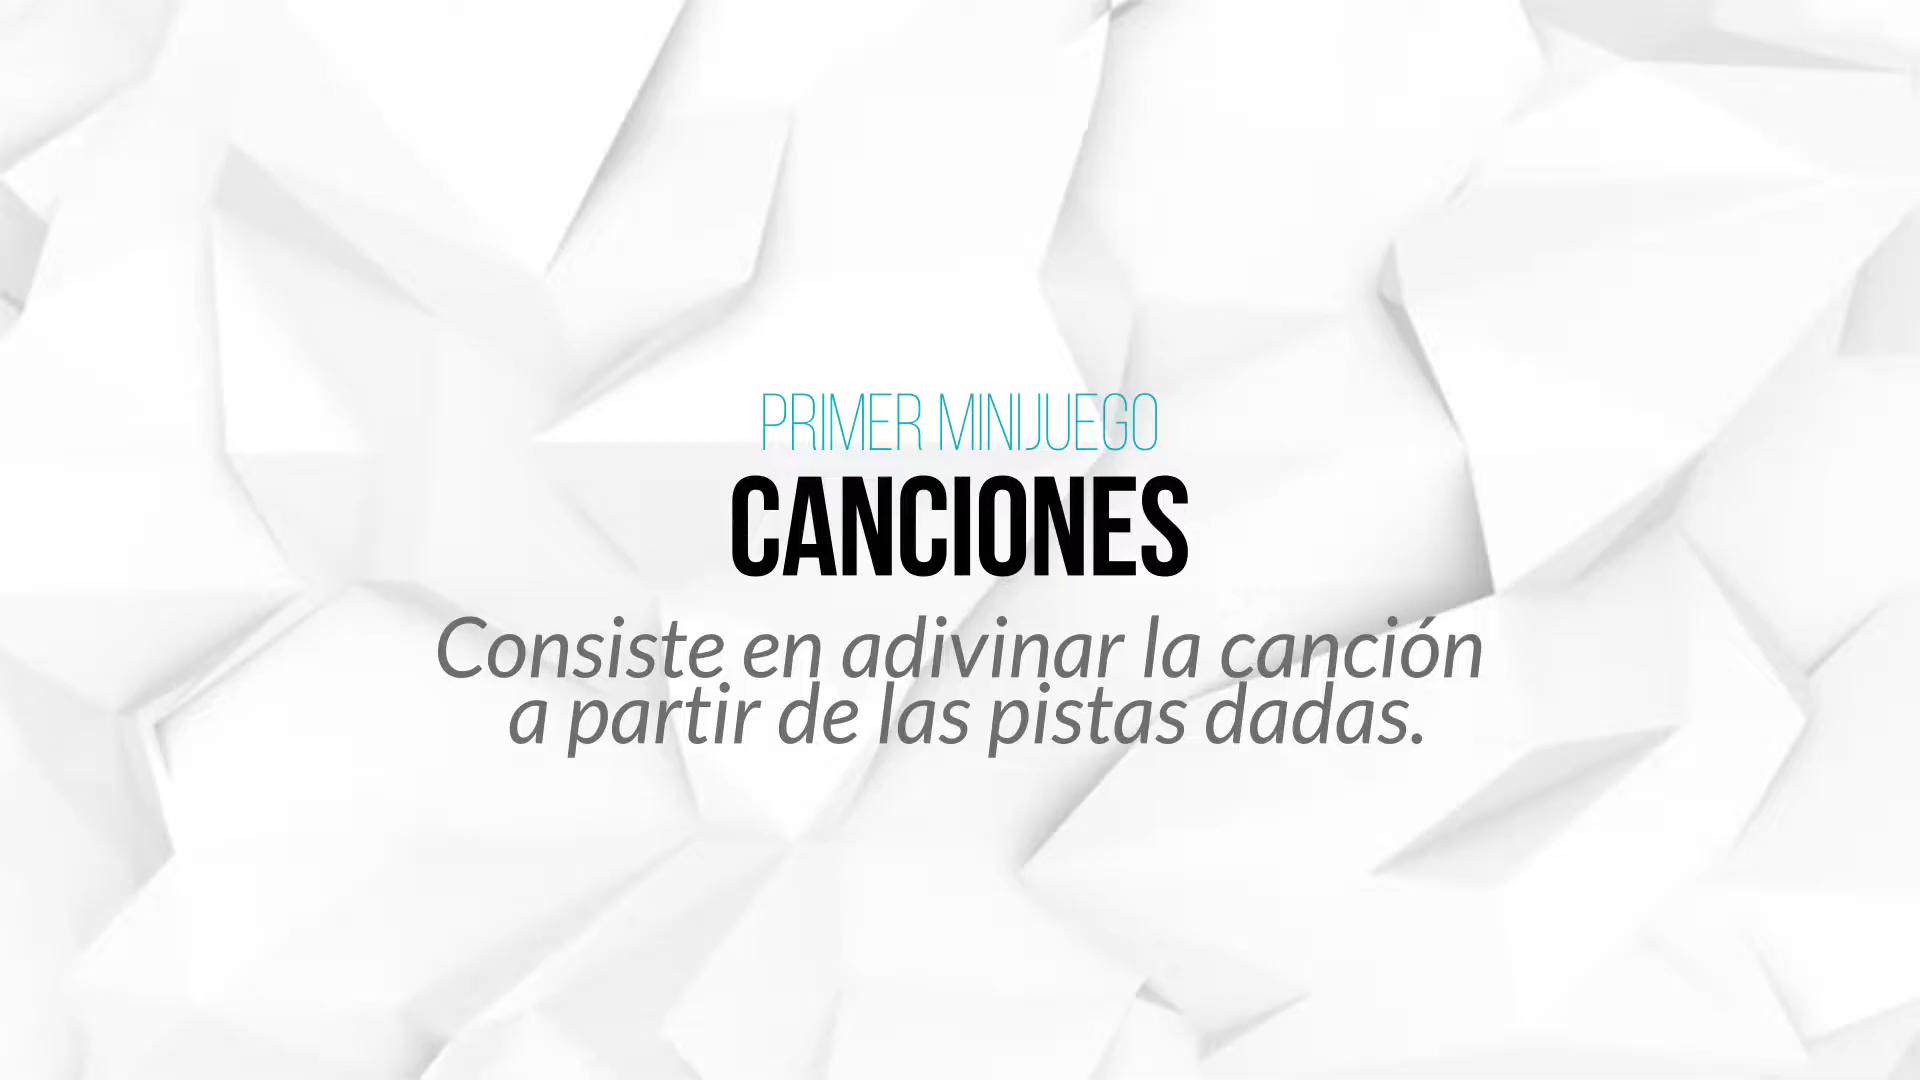 PRIMER MINIJUEGO
CANCIONES
Consiste en adivinar la canción
a partir de las pistas dadas.